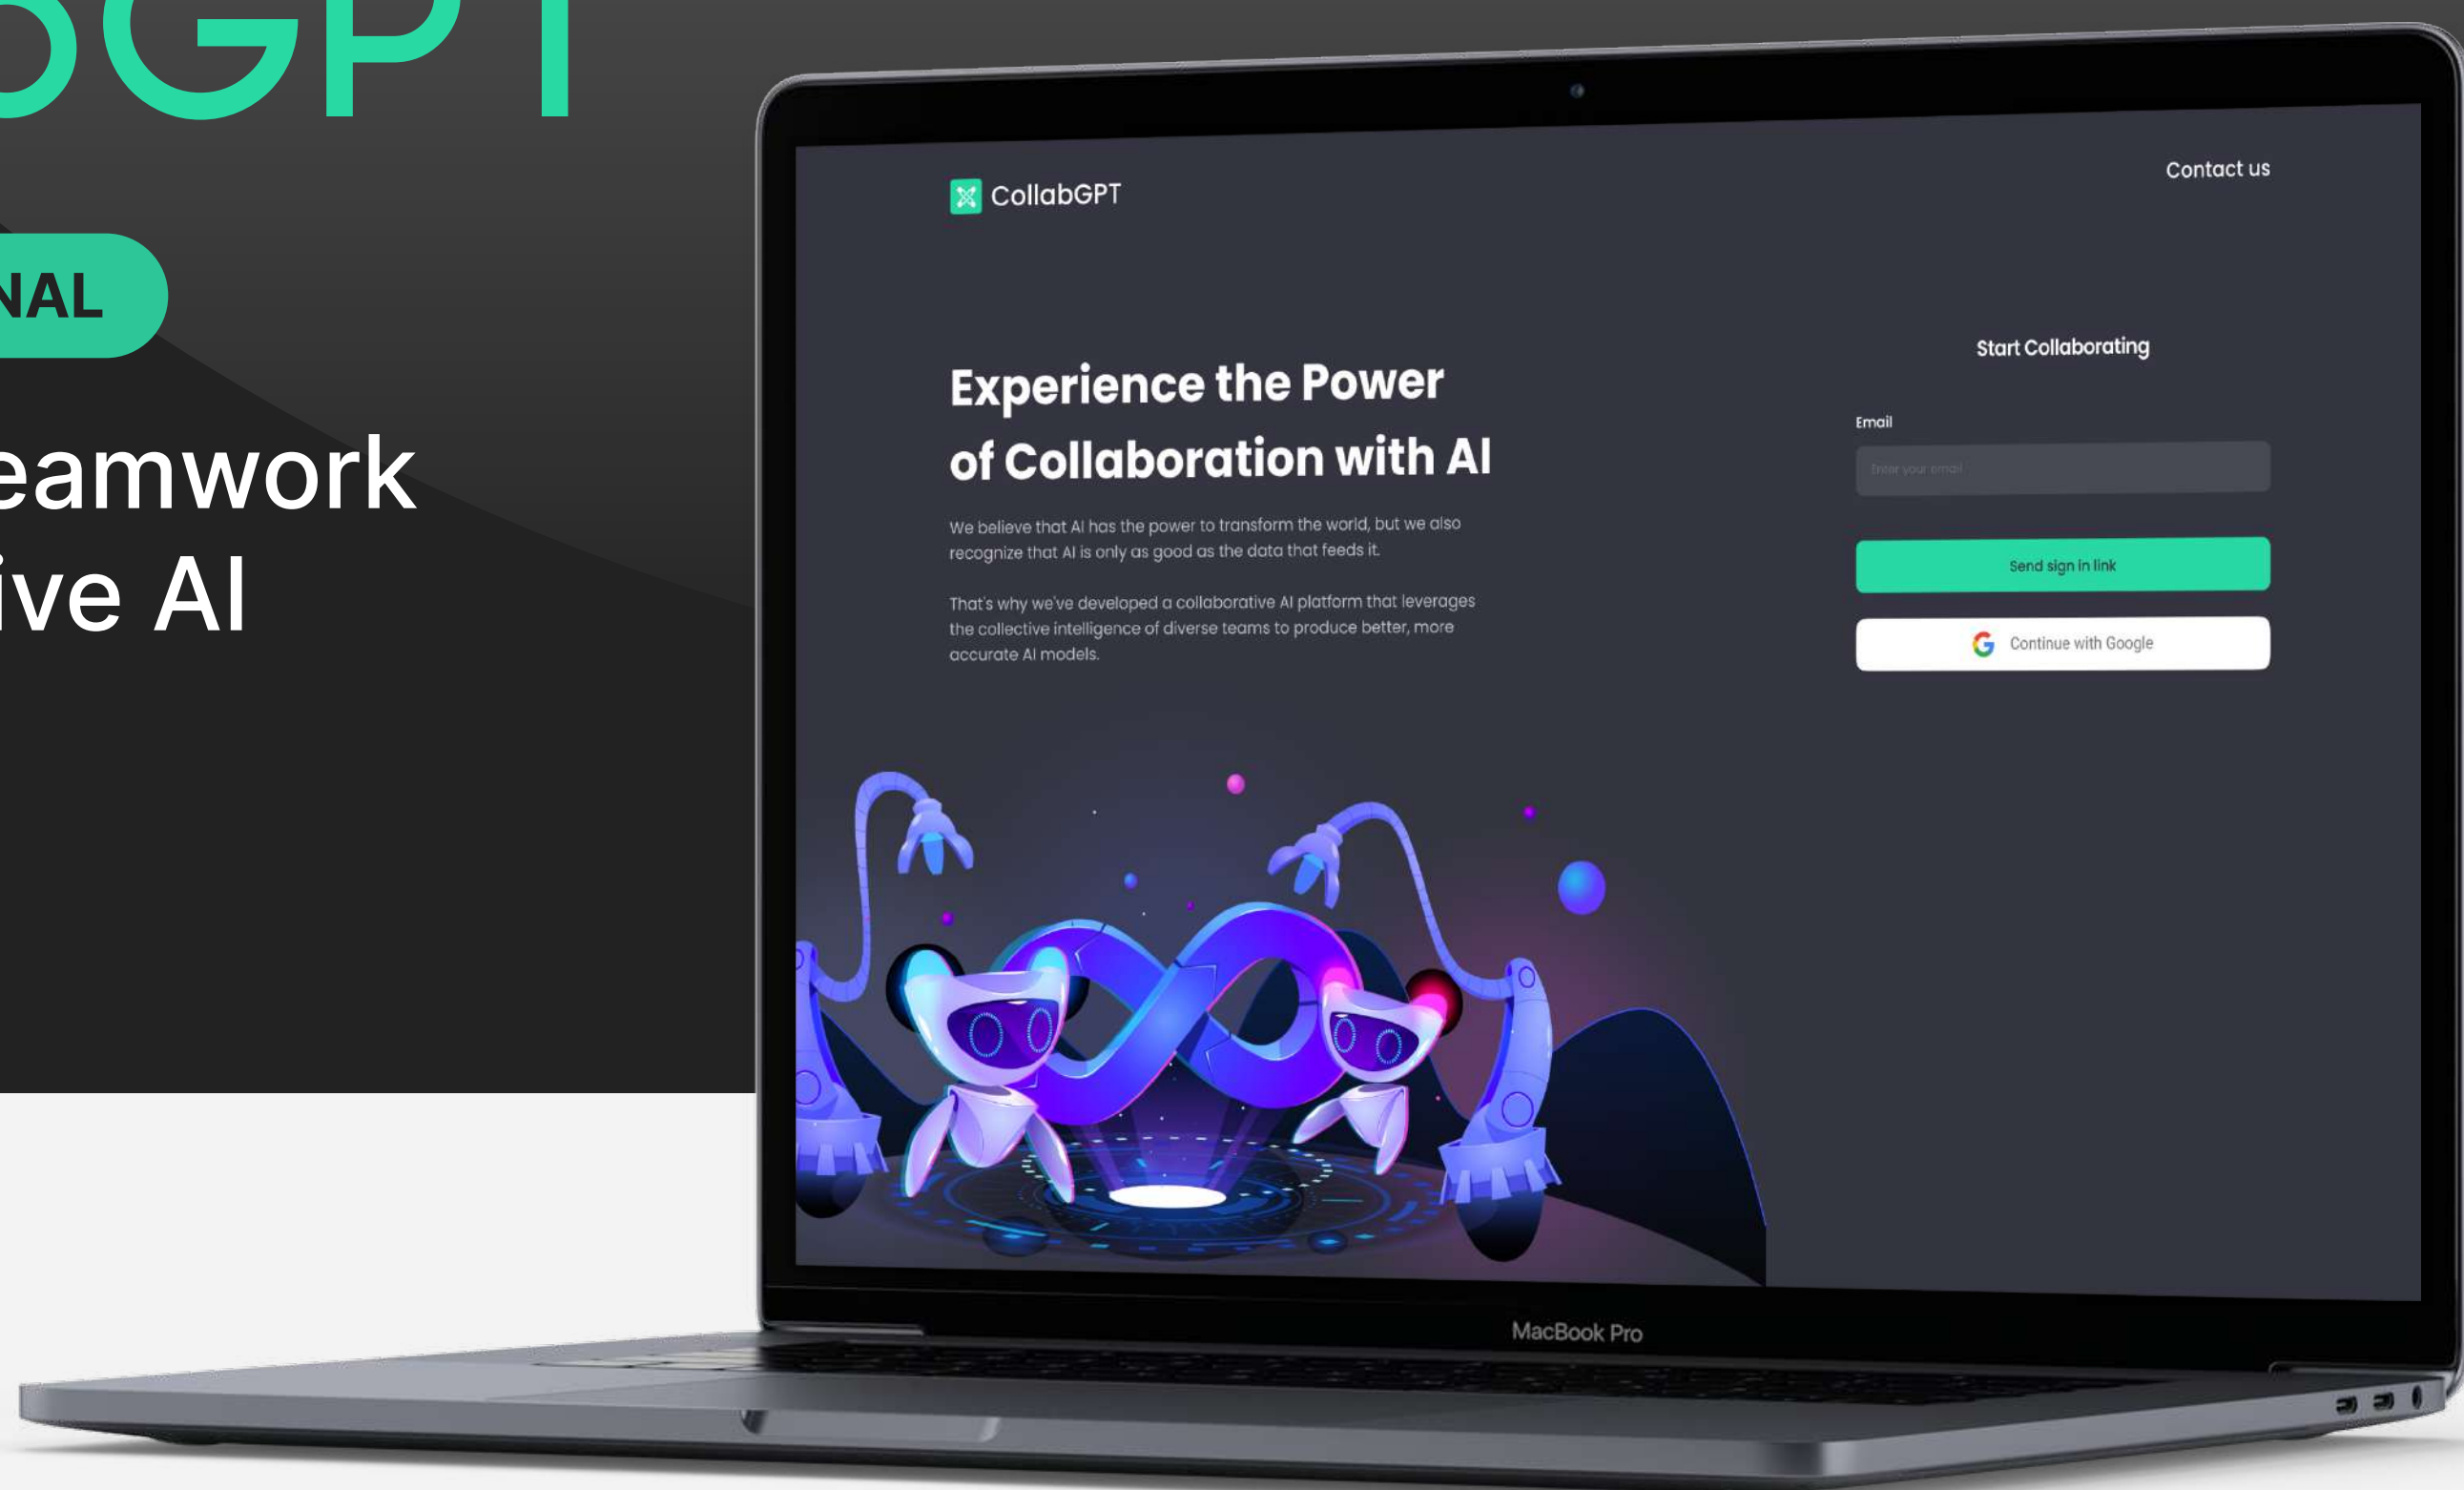 bGPT
NAL
eamwork
ive AI
CollabGPT
Contact us
Experience the Power
of Collaboration with AI
We believe that AI has the power to transform the world, but we also
recognize that AI is only as good as the data that feeds it.
That's why we've developed a collaborative AI platform that leverages
the collective intelligence of diverse teams to produce better, more
accurate AI models.
Start Collaborating
Email
Enter your email
Send sign in link
Continue with Google
MacBook Pro